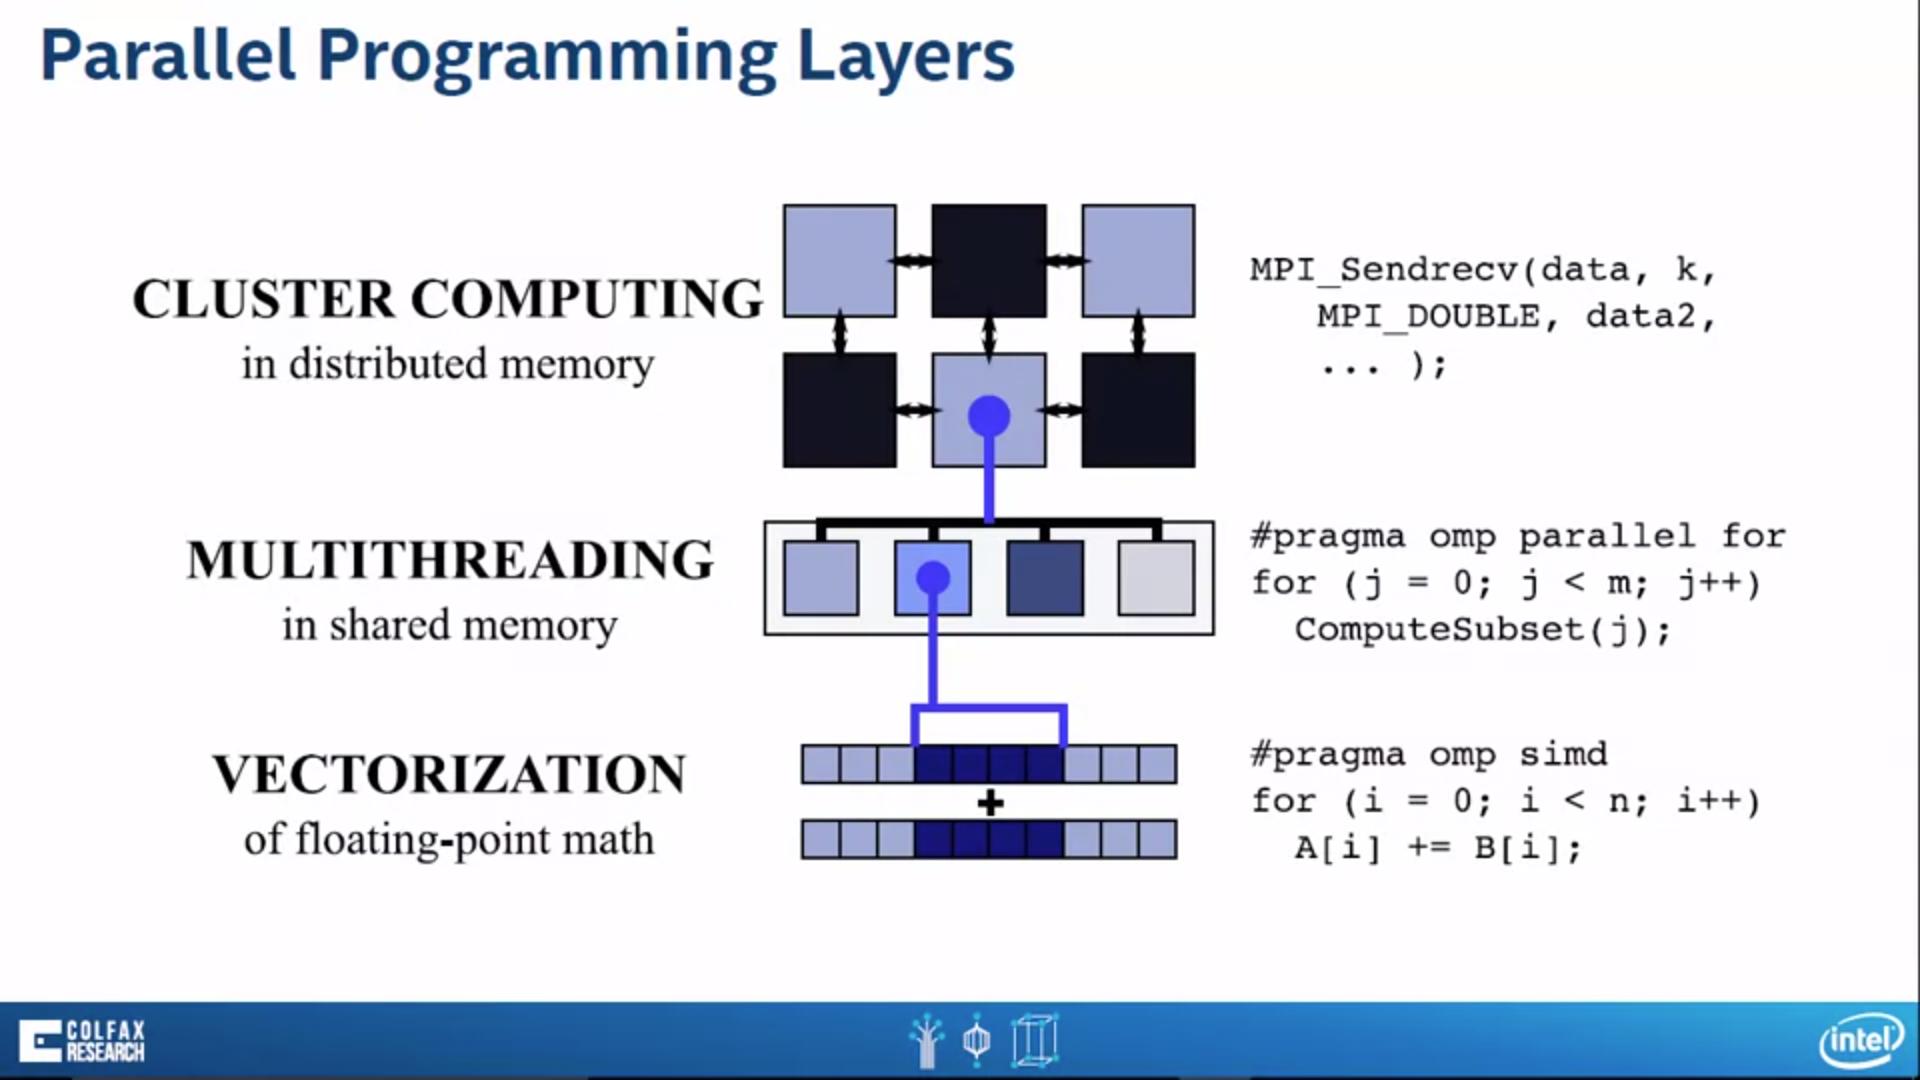 Parallel Programming Layers
CLUSTER COMPUTING
in distributed memory
MPI_Sendrecv(data, k,
MPI_DOUBLE, data2,
... );
MULTITHREADING
in shared memory
#pragma omp parallel for
for (j = 0; j < m; j++)
ComputeSubset(j);
VECTORIZATION
of floating-point math
+
#pragma omp simd
for (i = 0; i < n; i++)
A[i] += B[i];
COLFAX
RESEARCH
intel